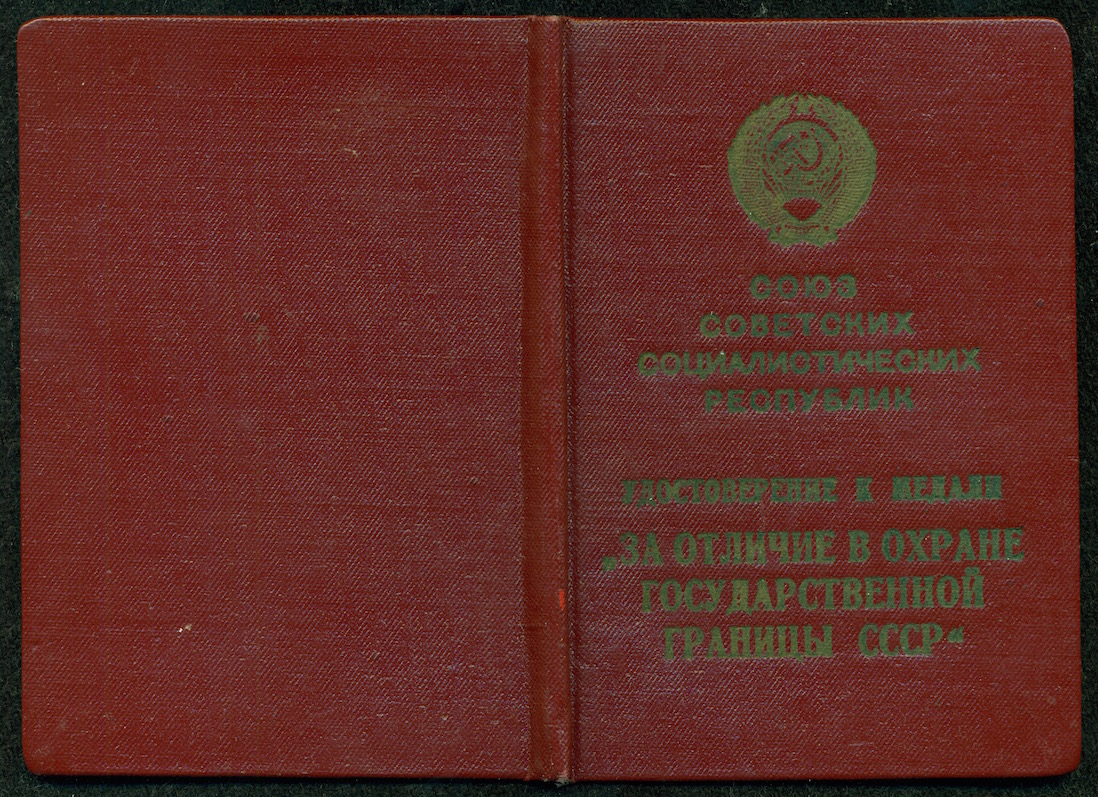 СОЮЗ
СОВЕТСКИХ
СОЦИАЛИСТИЧЕСКИХ
РЕСПУБЛИК
УДОСТОВЕРЕНИЕ К МЕДАЛИ
„ЗА ОТЛИЧИЕ В ОХРАНЕ
ГОСУДАРСТВЕННОЙ
ГРАНИЦЫ СССР“